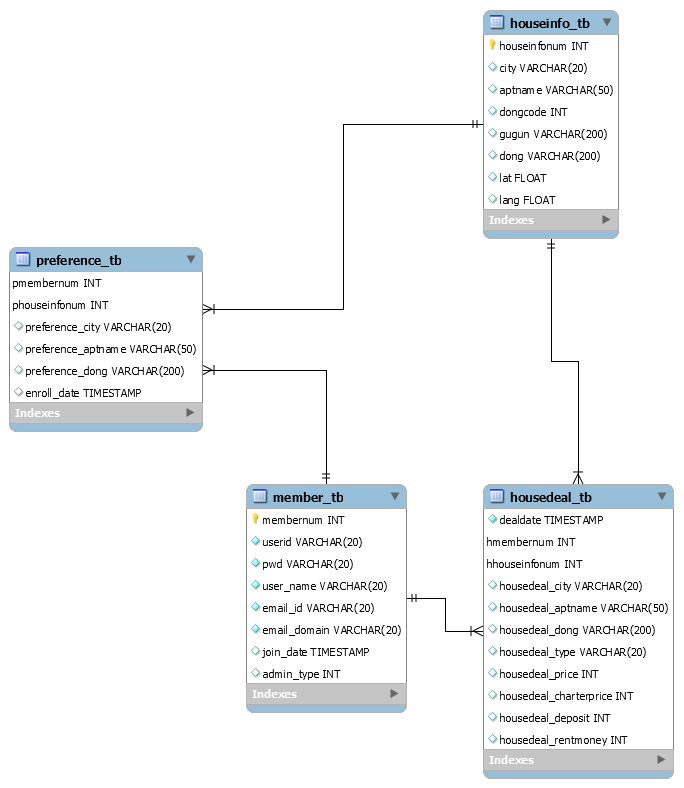 houseinfo_tb
houseinfonum INT
city VARCHAR(20)
aptname VARCHAR(50)
dongcode INT
gugun VARCHAR(200)
dong VARCHAR(200)
lat FLOAT
lang FLOAT
Indexes
preference_tb
pmembernum INT
phouseinfonum INT
preference_city VARCHAR(20)
preference_aptname VARCHAR(50)
preference_dong VARCHAR(200)
enroll_date TIMESTAMP
Indexes
member_tb
membernum INT
userid VARCHAR(20)
pwd VARCHAR(20)
user_name VARCHAR(20)
email_id VARCHAR(20)
email_domain VARCHAR(20)
join_date TIMESTAMP
admin_type INT
Indexes
housedeal_tb
dealdate TIMESTAMP
hmembernum INT
hhouseinfonum INT
housedeal_city VARCHAR(20)
housedeal_aptname VARCHAR(50)
housedeal_dong VARCHAR(200)
housedeal_type VARCHAR(20)
housedeal_price INT
housedeal_charterprice INT
housedeal_deposit INT
housedeal_rentmoney INT
Indexes